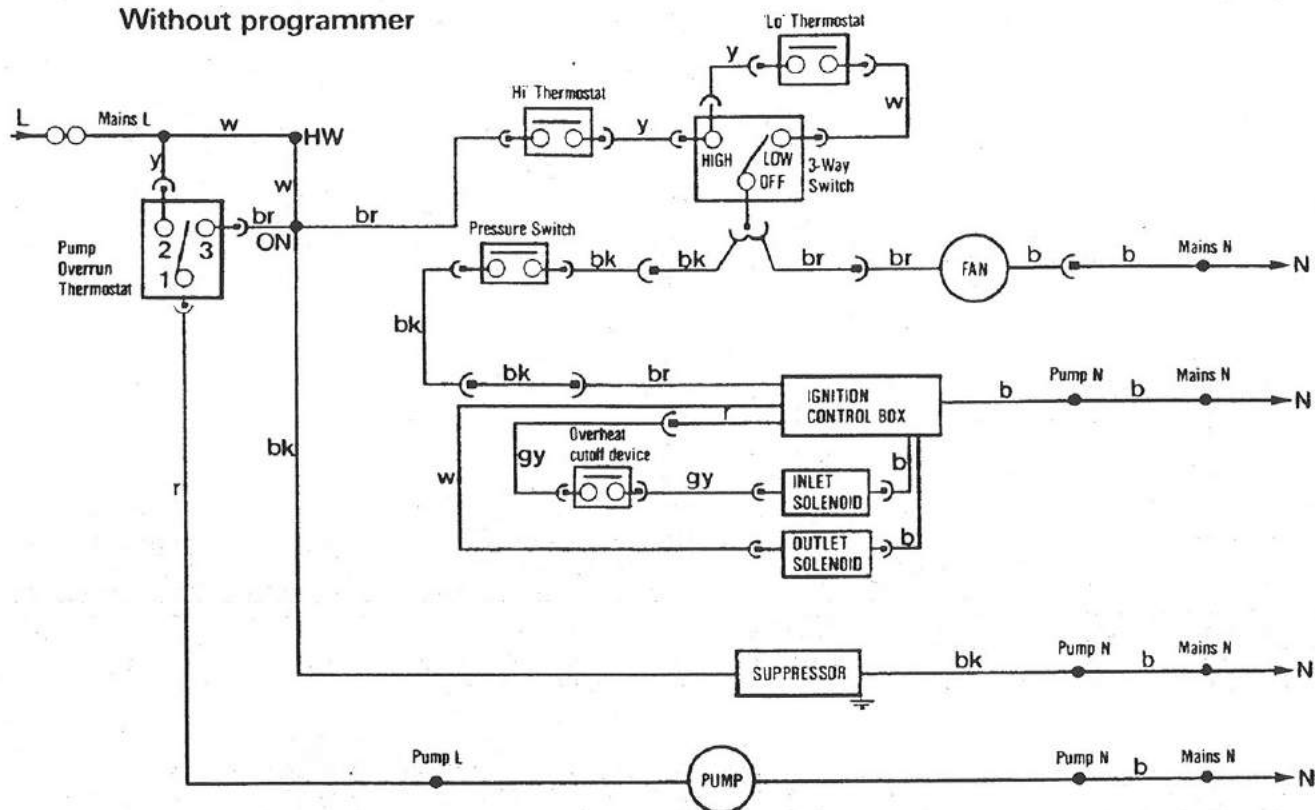 Without programmer
'Lo' Thermostat
y
w
L
Mains L
w
HW
Hi' Thermostat
y
HIGH
LOW
OFF
3-Way
Switch
y
w
2
3
1
br
ON
br
Pump
Overrun
Thermostat
Pressure Switch
bk
bk
br
br
FAN
b
b
Mains N
N
bk
bk
br
IGNITION
CONTROL BOX
b
Pump N
b
Mains N
N
r
Overheat
cutoff device
bk
w
gy
gy
INLET
SOLENOID
b
r
OUTLET
SOLENOID
b
SUPPRESSOR
bk
Pump N
b
Mains N
N
Pump L
PUMP
Pump N
b
Mains N
N